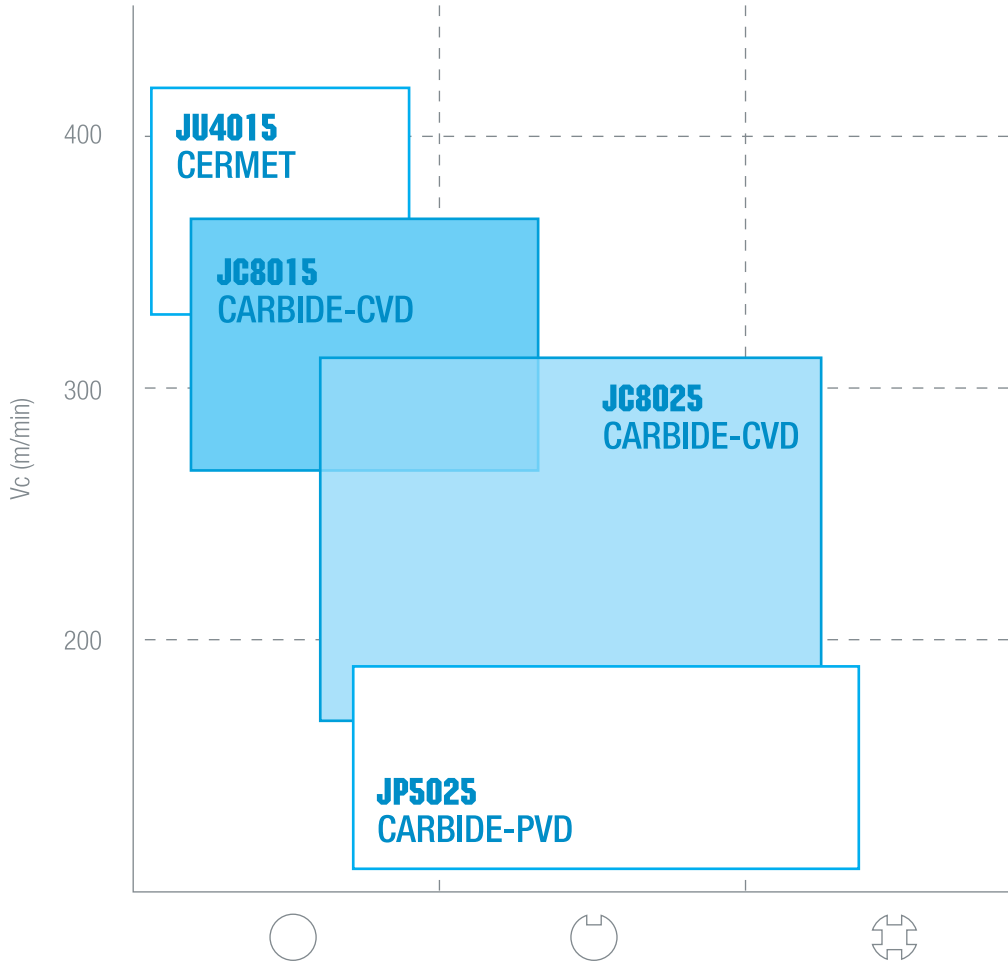 400
JU4015
CERMET
JC8015
CARBIDE-CVD
300
JC8025
CARBIDE-CVD
Vc (m/min)
200
JP5025
CARBIDE-PVD